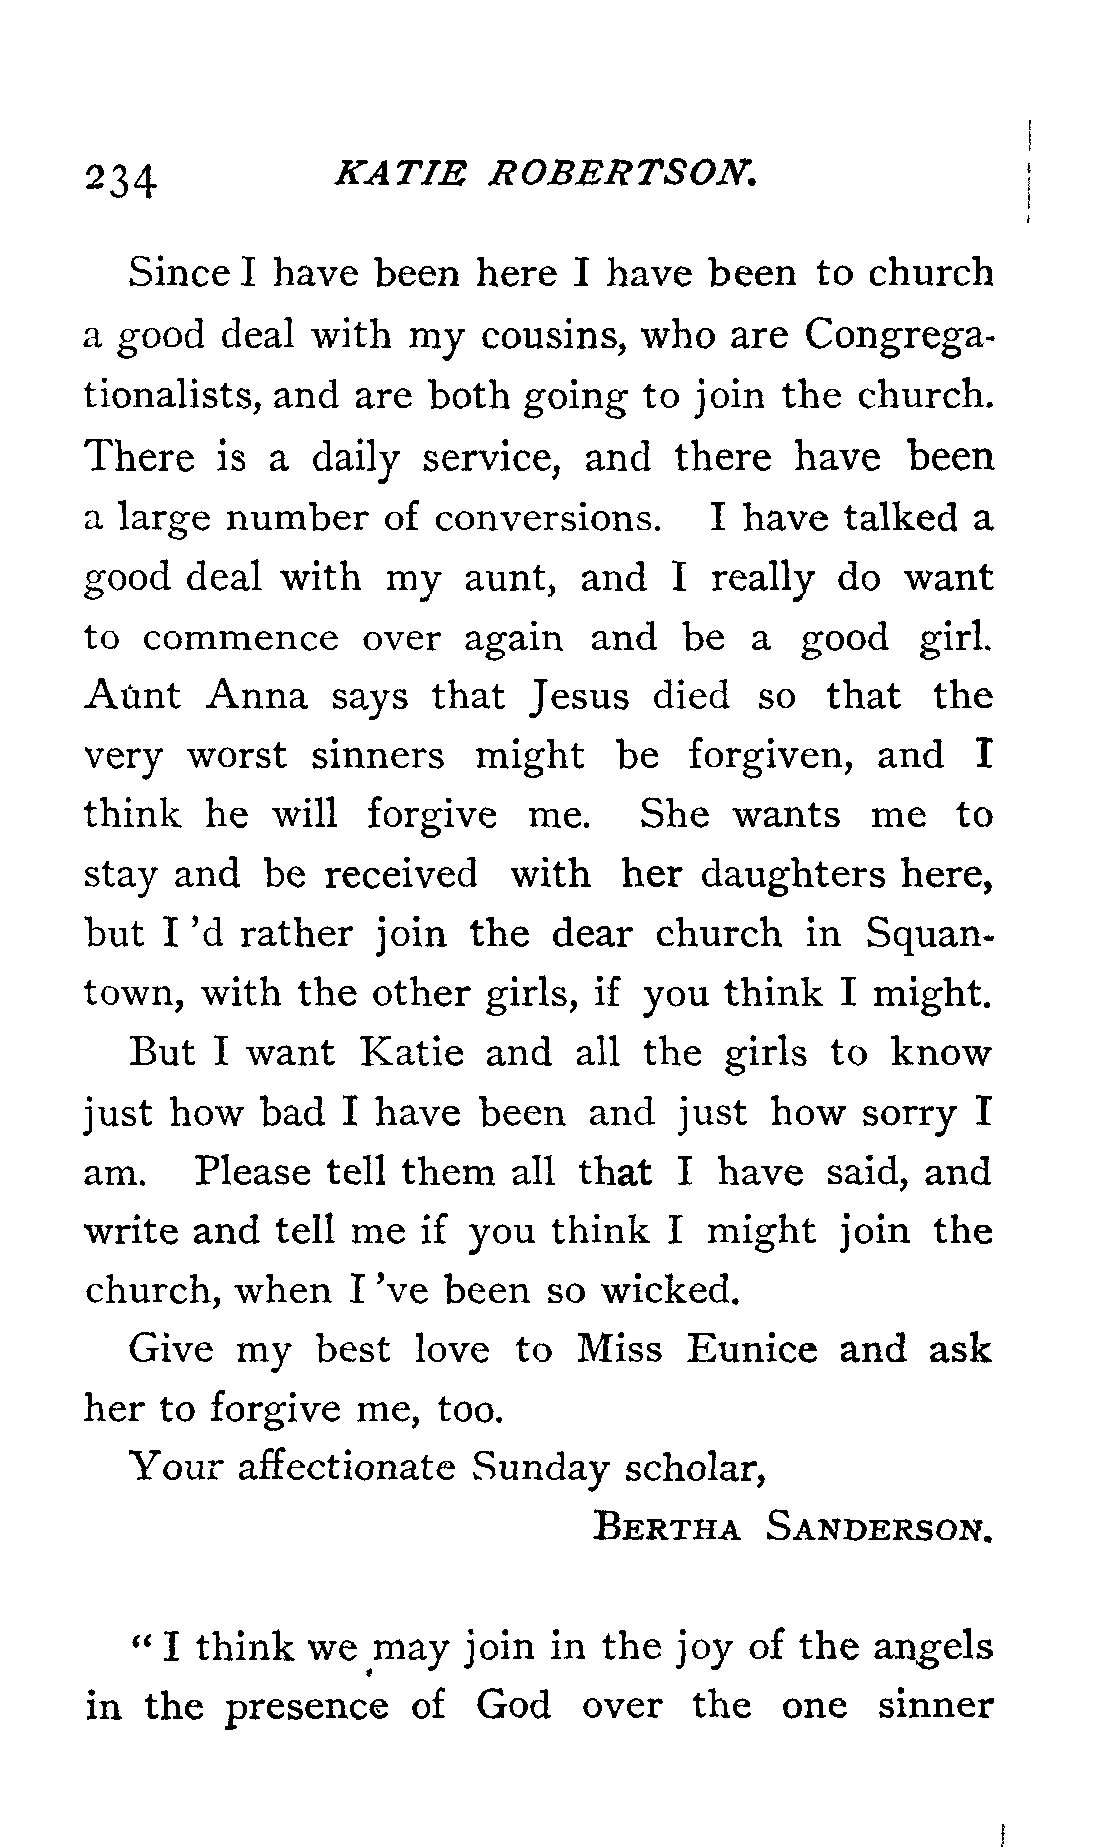 234 KATIE ROBERTSON.
Since I have been here I have been to church
a good deal with my cousins, who are Congrega-
tionalists, and are both going to join the church.
There is a daily service, and there have been
a large number of conversions. I have talked a
good deal with my aunt, and I really do want
to commence over again and be a good girl.
Aunt Anna says that Jesus died so that the
very worst sinners might be forgiven, and I
think he will forgive me. She wants me to
stay and be received with her daughters here,
but I 'd rather join the dear church in Squan-
town, with the other girls, if you think I might.
But I want Katie and all the girls to know
just how bad I have been and just how sorry I
am. Please tell them all that I have said, and
write and tell me if you think I might join the
church, when I 've been so wicked.
Give my best love to Miss Eunice and ask
her to forgive me, too.
Your affectionate Sunday scholar,
BERTHA SANDERSON.
“ I think we may join in the joy of the angels
in the presence of God over the one sinner